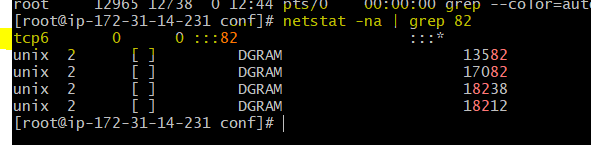 root     12965 12738  0 12:44 pts/0    00:00:00 grep --color=aut
[root@ip-172-31-14-231 conf]# netstat -na | grep 82
tcp6       0      0 :::82                   :::*
unix  2      [ ]         DGRAM                    13582
unix  2      [ ]         DGRAM                    17082
unix  2      [ ]         DGRAM                    18238
unix  2      [ ]         DGRAM                    18212
[root@ip-172-31-14-231 conf]#